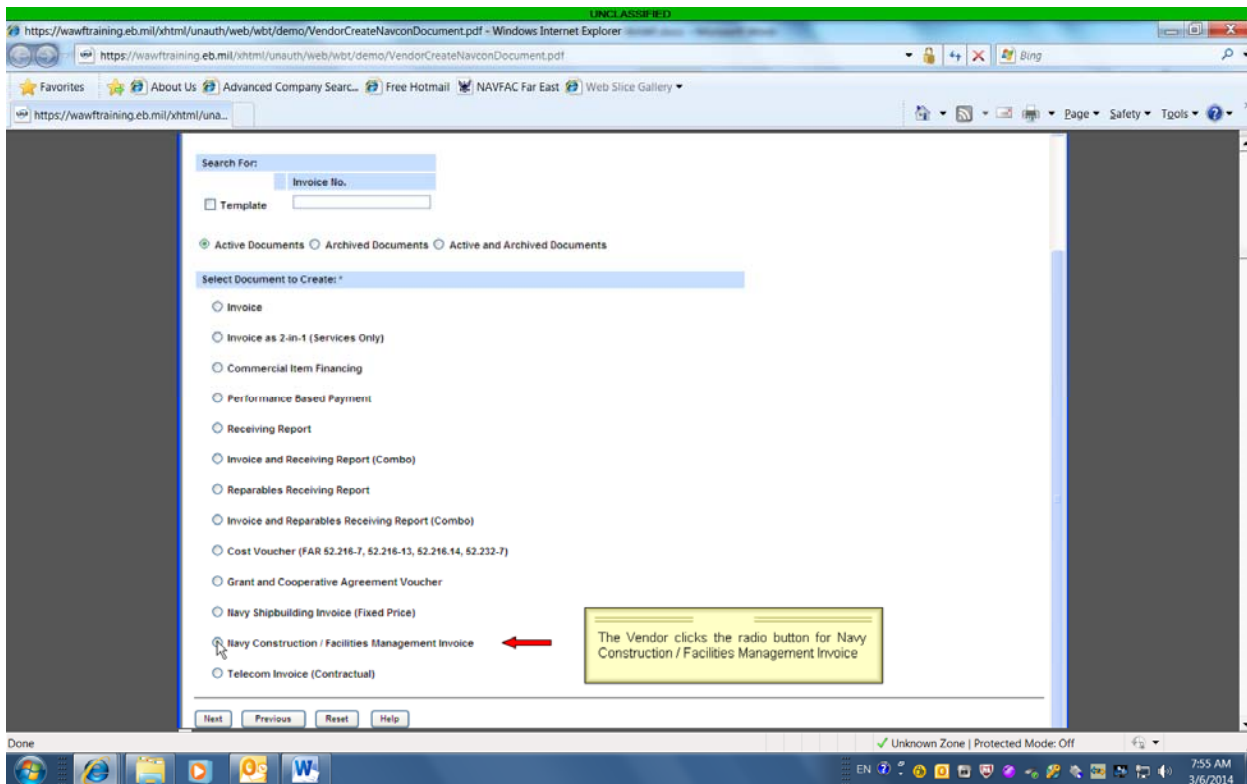 UNCLASSIFIED
https://wawftraining.eb.mil/xhtml/unauth/web/wbt/demo/VendorCreateNavconDocument.pdf - Windows Internet Explorer
https://wawftraining.eb.mil/xhtml/unauth/web/wbt/demo/VendorCreateNavconDocument.pdf
Bing
Favorites About Us Advanced Company Searc... Free Hotmail NAVFAC Far East Web Slice Gallery
https://wawftraining.eb.mil/xhtml/una...
Page Safety Tools
Search For:
Invoice No.
Template
Active Documents Archived Documents Active and Archived Documents
Select Document to Create: *
Invoice
Invoice as 2-in-1 (Services Only)
Commercial Item Financing
Performance Based Payment
Receiving Report
Invoice and Receiving Report (Combo)
Reparables Receiving Report
Invoice and Reparables Receiving Report (Combo)
Cost Voucher (FAR 52.216-7, 52.216-13, 52.216.14, 52.232-7)
Grant and Cooperative Agreement Voucher
Navy Shipbuilding Invoice (Fixed Price)
Navy Construction / Facilities Management Invoice
The Vendor clicks the radio button for Navy
Construction / Facilities Management Invoice
Telecom Invoice (Contractual)
Next Previous Reset Help
Done
Unknown Zone | Protected Mode: Off
EN
7:55 AM
3/6/2014